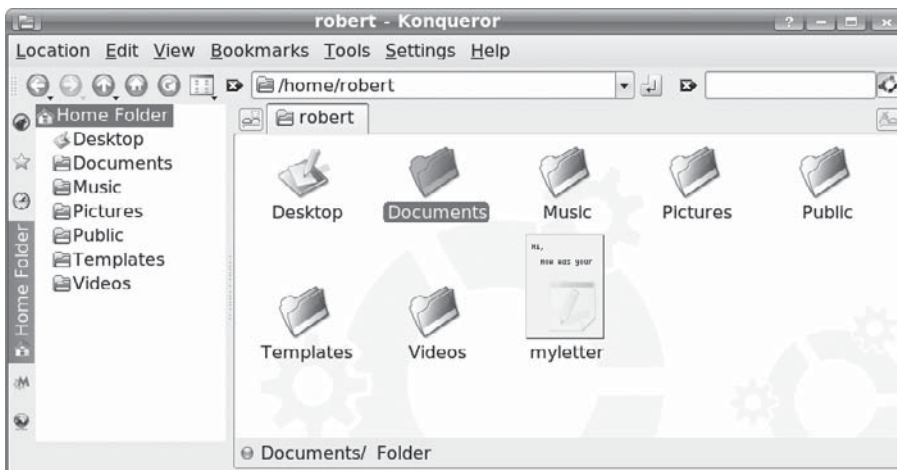 robert - Konqueror
Location Edit View Bookmarks Tools Settings Help
/home/robert
Home Folder
Desktop
Documents
Music
Pictures
Public
Templates
Videos
Home Folder
robert
Desktop Documents Music Pictures Public
Hi,
How was your
Templates Videos myletter
Documents/ Folder